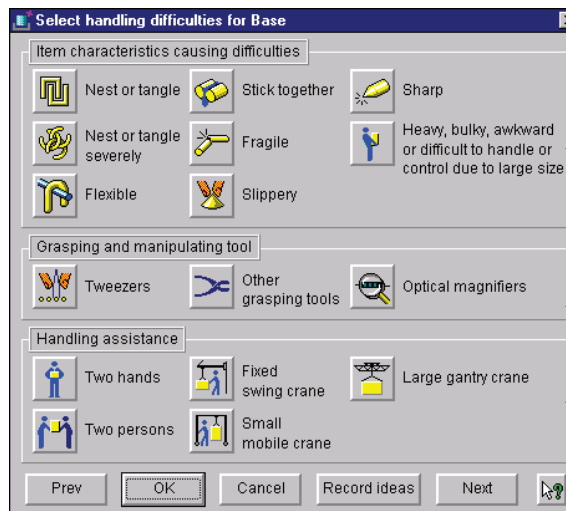 Select handling difficulties for Base
Item characteristics causing difficulties
Nest or tangle
Stick together
Sharp
Nest or tangle
severely
Fragile
Heavy, bulky, awkward
or difficult to handle or
control due to large size
Flexible
Slippery
Grasping and manipulating tool
Tweezers
Other
grasping tools
Optical magnifiers
Handling assistance
Two hands
Fixed
swing crane
Large gantry crane
Two persons
Small
mobile crane
Prev
OK
Cancel
Record ideas
Next
?